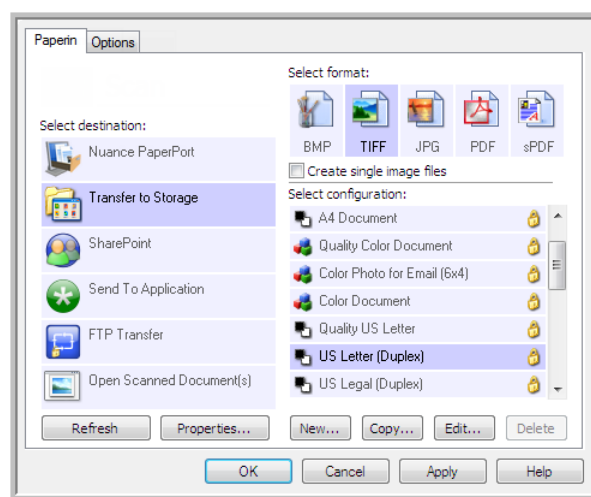 Paperin Options
Select format:
BMP TIFF JPG PDF sPDF
Create single image files
Select destination:
Nuance PaperPort
Transfer to Storage
SharePoint
Send To Application
FTP Transfer
Open Scanned Document(s)
Select configuration:
A4 Document
Quality Color Document
Color Photo for Email (6x4)
Color Document
Quality US Letter
US Letter (Duplex)
US Legal (Duplex)
Refresh Properties... New... Copy... Edit... Delete
OK Cancel Apply Help